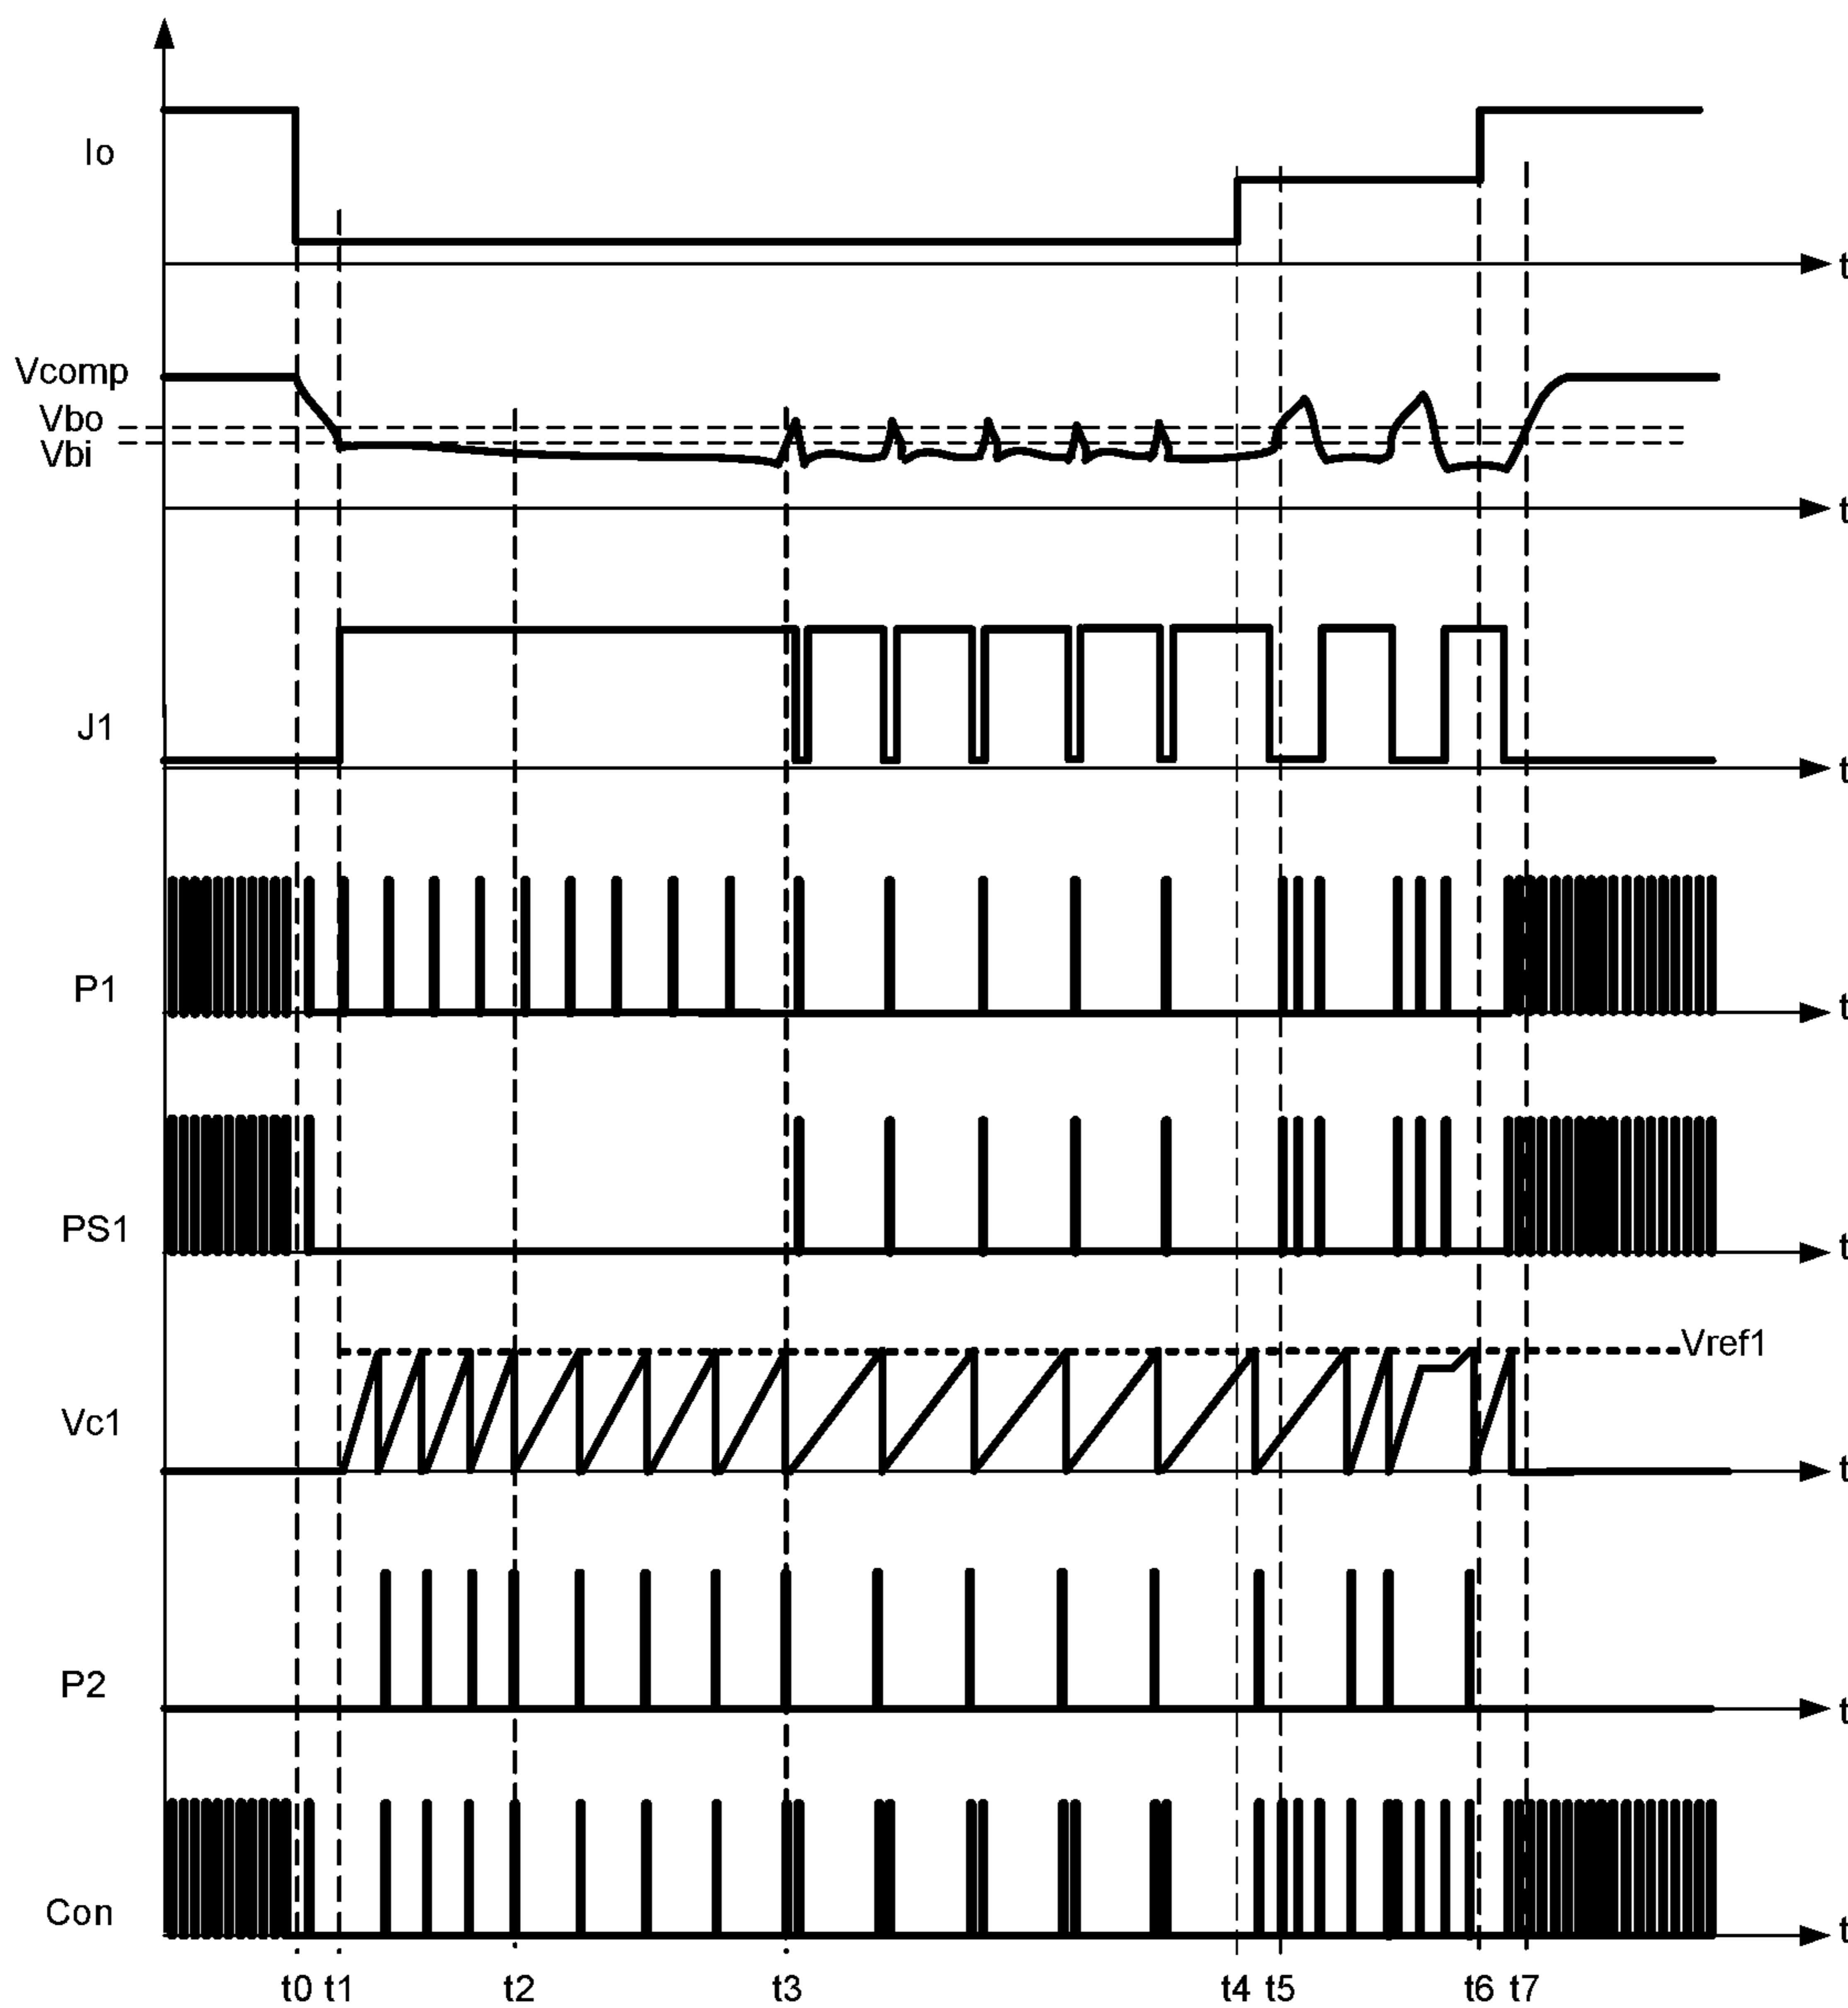 Io
t
Vcomp
Vbo
Vbi
t
J1
t
P1
t
PS1
t
Vref1
Vc1
t
P2
t
Con
t
t0 t1 t2 t3 t4 t5 t6 t7